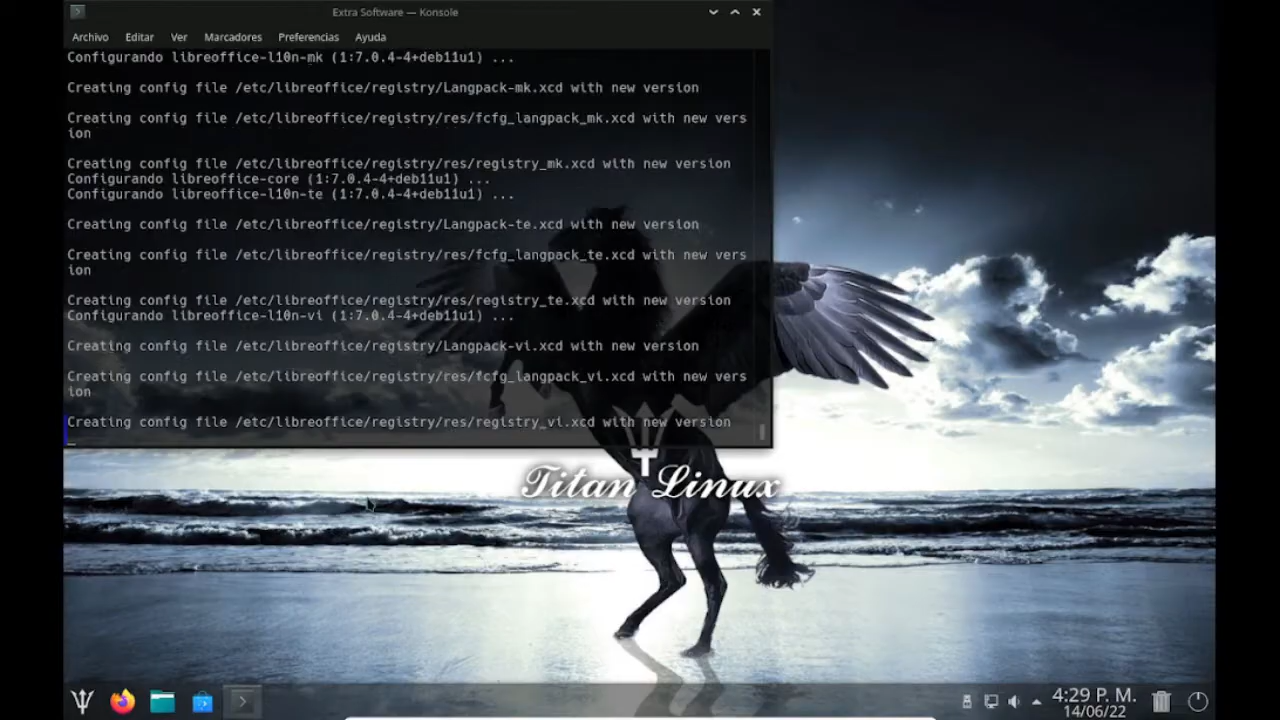 Extra Software — Konsole
Archivo Editar Ver Marcadores Preferencias Ayuda
Configurando libreoffice-l10n-mk (1:7.0.4-4+deb11u1) ...
Creating config file /etc/libreoffice/registry/Langpack-mk.xcd with new version
Creating config file /etc/libreoffice/registry/res/fcfg_langpack_mk.xcd with new vers
ion
Creating config file /etc/libreoffice/registry/res/registry_mk.xcd with new version
Configurando libreoffice-core (1:7.0.4-4+deb11u1) ...
Configurando libreoffice-l10n-te (1:7.0.4-4+deb11u1) ...
Creating config file /etc/libreoffice/registry/Langpack-te.xcd with new version
Creating config file /etc/libreoffice/registry/res/fcfg_langpack_te.xcd with new vers
ion
Creating config file /etc/libreoffice/registry/res/registry_te.xcd with new version
Configurando libreoffice-l10n-vi (1:7.0.4-4+deb11u1) ...
Creating config file /etc/libreoffice/registry/Langpack-vi.xcd with new version
Creating config file /etc/libreoffice/registry/res/fcfg_langpack_vi.xcd with new vers
ion
Creating config file /etc/libreoffice/registry/res/registry_vi.xcd with new version
Titan Linux
4:29 P. M.
14/06/22